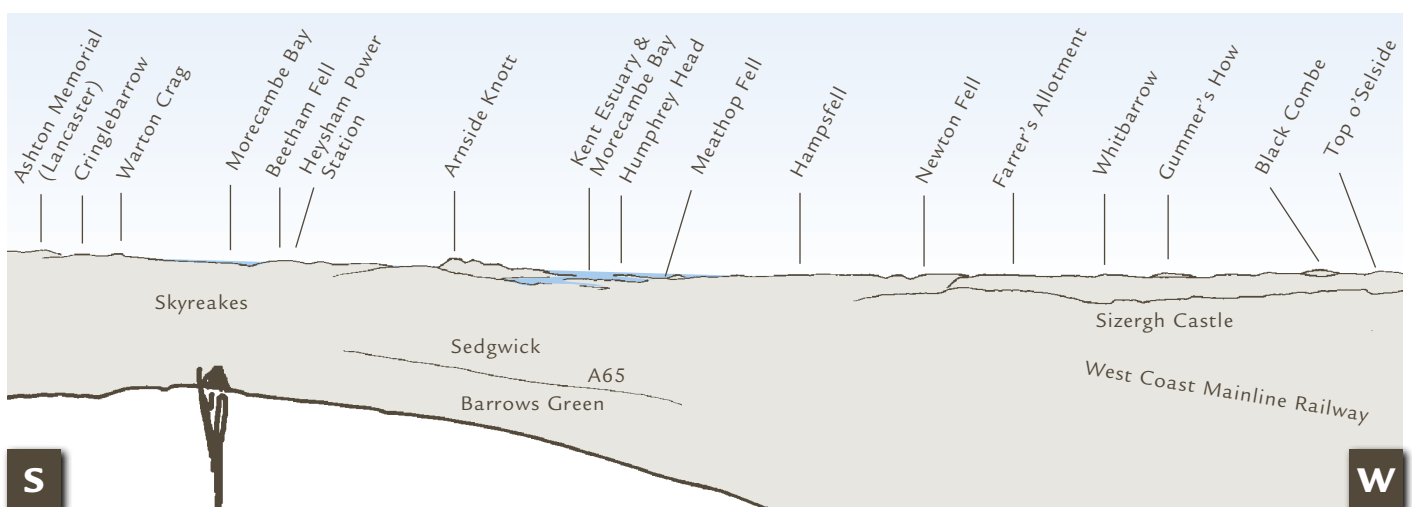 Ashton Memorial
(Lancaster)
Cringlebarrow
Warton Crag
Morecambe Bay
Beetham Fell
Heysham Power
Station
Arnside Knott
Kent Estuary &
Morecambe Bay
Humphrey Head
Meathop Fell
Hampsfell
Newton Fell
Farrer's Allotment
Whitbarrow
Gummer's How
Black Combe
Top o'Selside
Skyreakes
Sizergh Castle
Sedgwick
A65
West Coast Mainline Railway
Barrows Green
S
W